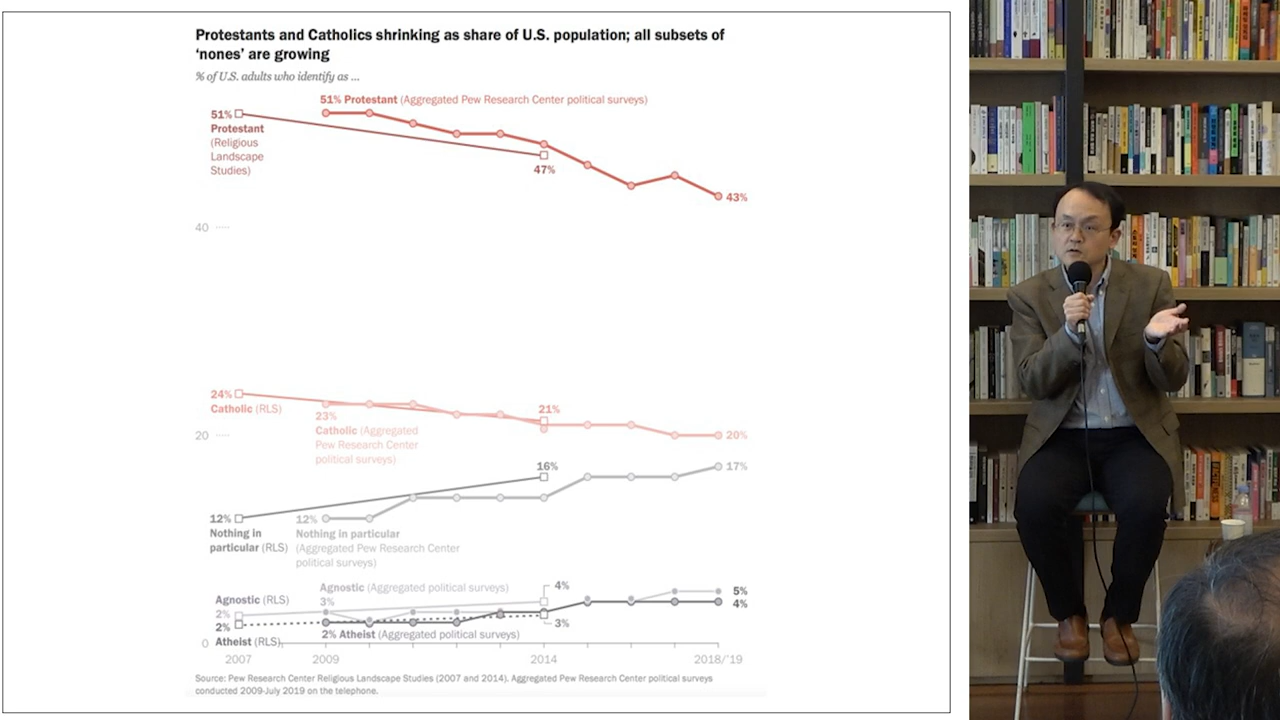 Protestants and Catholics shrinking as share of U.S. population; all subsets of
‘nones’ are growing
% of U.S. adults who identify as ...
51% Protestant (Aggregated Pew Research Center political surveys)
51%
Protestant
(Religious
Landscape
Studies)
47%
43%
40
24%
Catholic (RLS)
23%
Catholic (Aggregated
Pew Research Center
political surveys)
21%
20%
20
16%
17%
12%
Nothing in
particular (RLS)
12%
Nothing in particular
(Aggregated Pew Research Center
political surveys)
Agnostic (Aggregated political surveys)
3%
4%
5%
4%
Agnostic (RLS)
2%
2%
Atheist (RLS)
2% Atheist (Aggregated political surveys)
3%
0
2007
2009
2014
2018/'19
Source: Pew Research Center Religious Landscape Studies (2007 and 2014). Aggregated Pew Research Center political surveys
conducted 2009-July 2019 on the telephone.